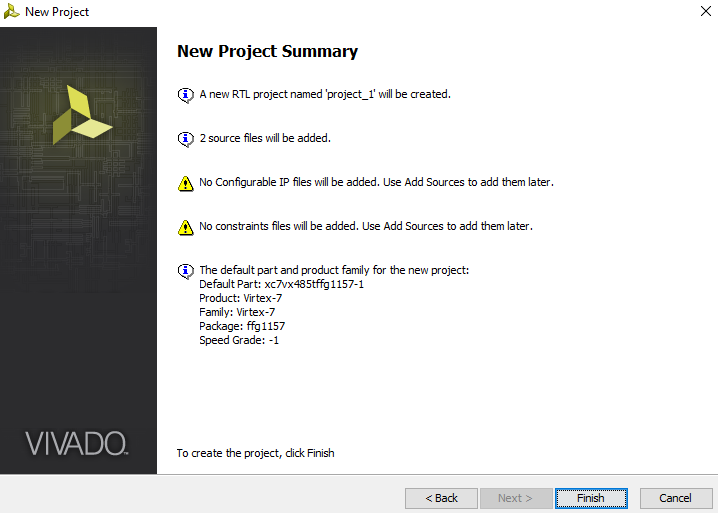 New Project
New Project Summary
A new RTL project named 'project_1' will be created.
2 source files will be added.
No Configurable IP files will be added. Use Add Sources to add them later.
No constraints files will be added. Use Add Sources to add them later.
The default part and product family for the new project:
Default Part: xc7vx485tffg1157-1
Product: Virtex-7
Family: Virtex-7
Package: ffg1157
Speed Grade: -1
VIVADO™
To create the project, click Finish
< Back
Next >
Finish
Cancel